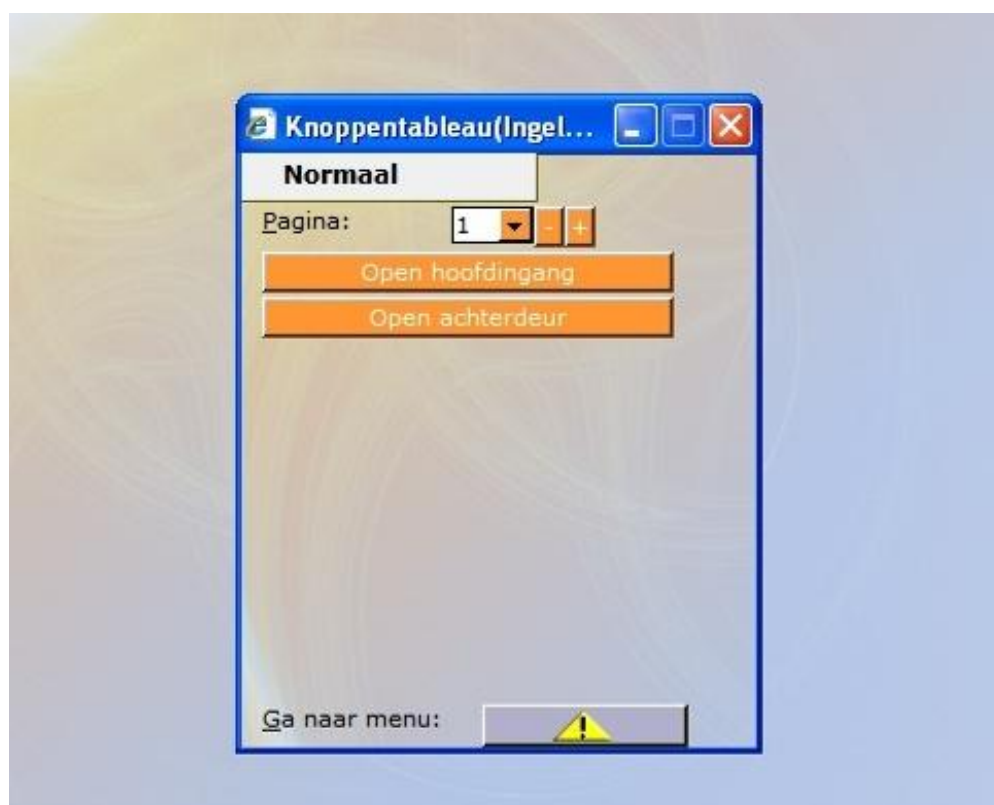 Knoppentableau(Ingel...
Normaal
Pagina: 1 - +
Open hoofdingang
Open achterdeur
Ga naar menu: !